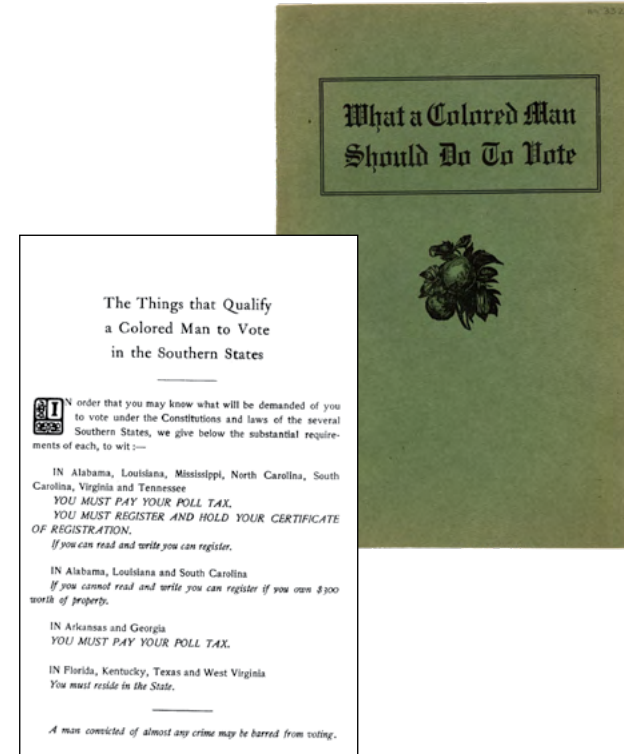 What a Colored Man
Should Do To Vote
The Things that Qualify
a Colored Man to Vote
in the Southern States
IN order that you may know what will be demanded of you
to vote under the Constitutions and laws of the several
Southern States, we give below the substantial require-
ments of each, to wit :—
IN Alabama, Louisiana, Mississippi, North Carolina, South
Carolina, Virginia and Tennessee
YOU MUST PAY YOUR POLL TAX.
YOU MUST REGISTER AND HOLD YOUR CERTIFICATE
OF REGISTRATION.
If you can read and write you can register.
IN Alabama, Louisiana and South Carolina
If you cannot read and write you can register if you own $300
worth of property.
IN Arkansas and Georgia
YOU MUST PAY YOUR POLL TAX.
IN Florida, Kentucky, Texas and West Virginia
You must reside in the State.
A man convicted of almost any crime may be barred from voting.